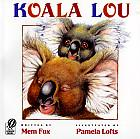 KOALA LOU
WRITTEN BY
Mem Fox
ILLUSTRATED BY
Pamela Lofts